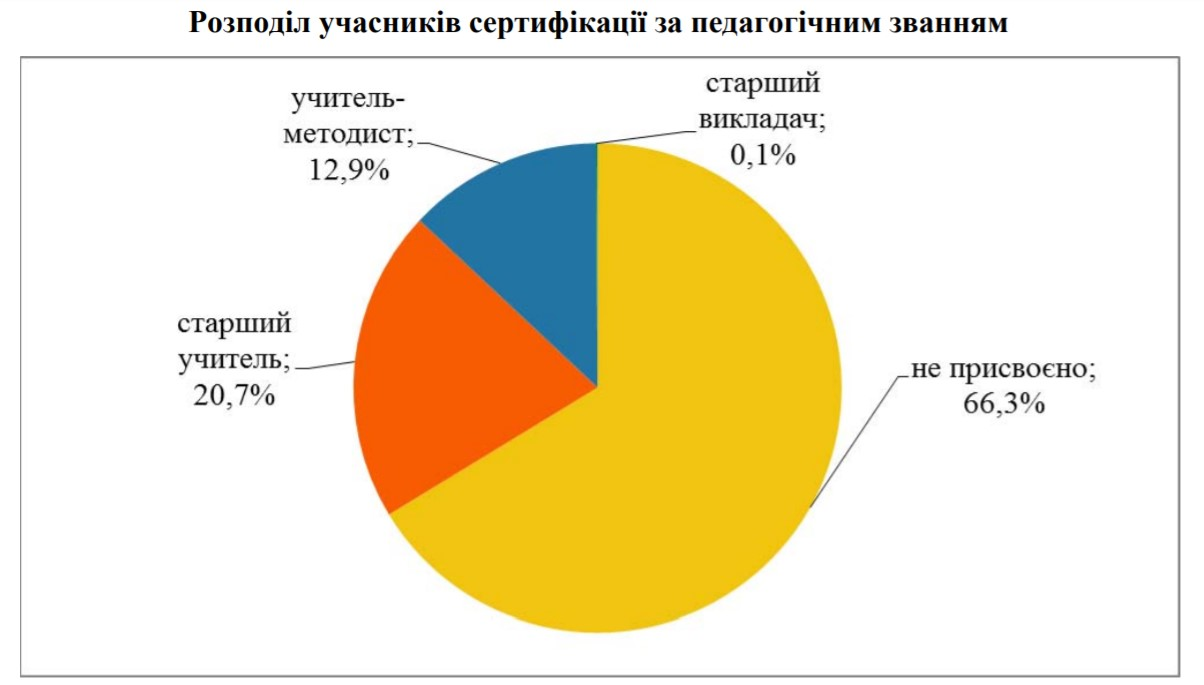 Розподіл учасників сертифікації за педагогічним званням
старший
викладач;
0,1%
учитель-
методист;
12,9%
старший
учитель;
20,7%
не присвоєно;
66,3%